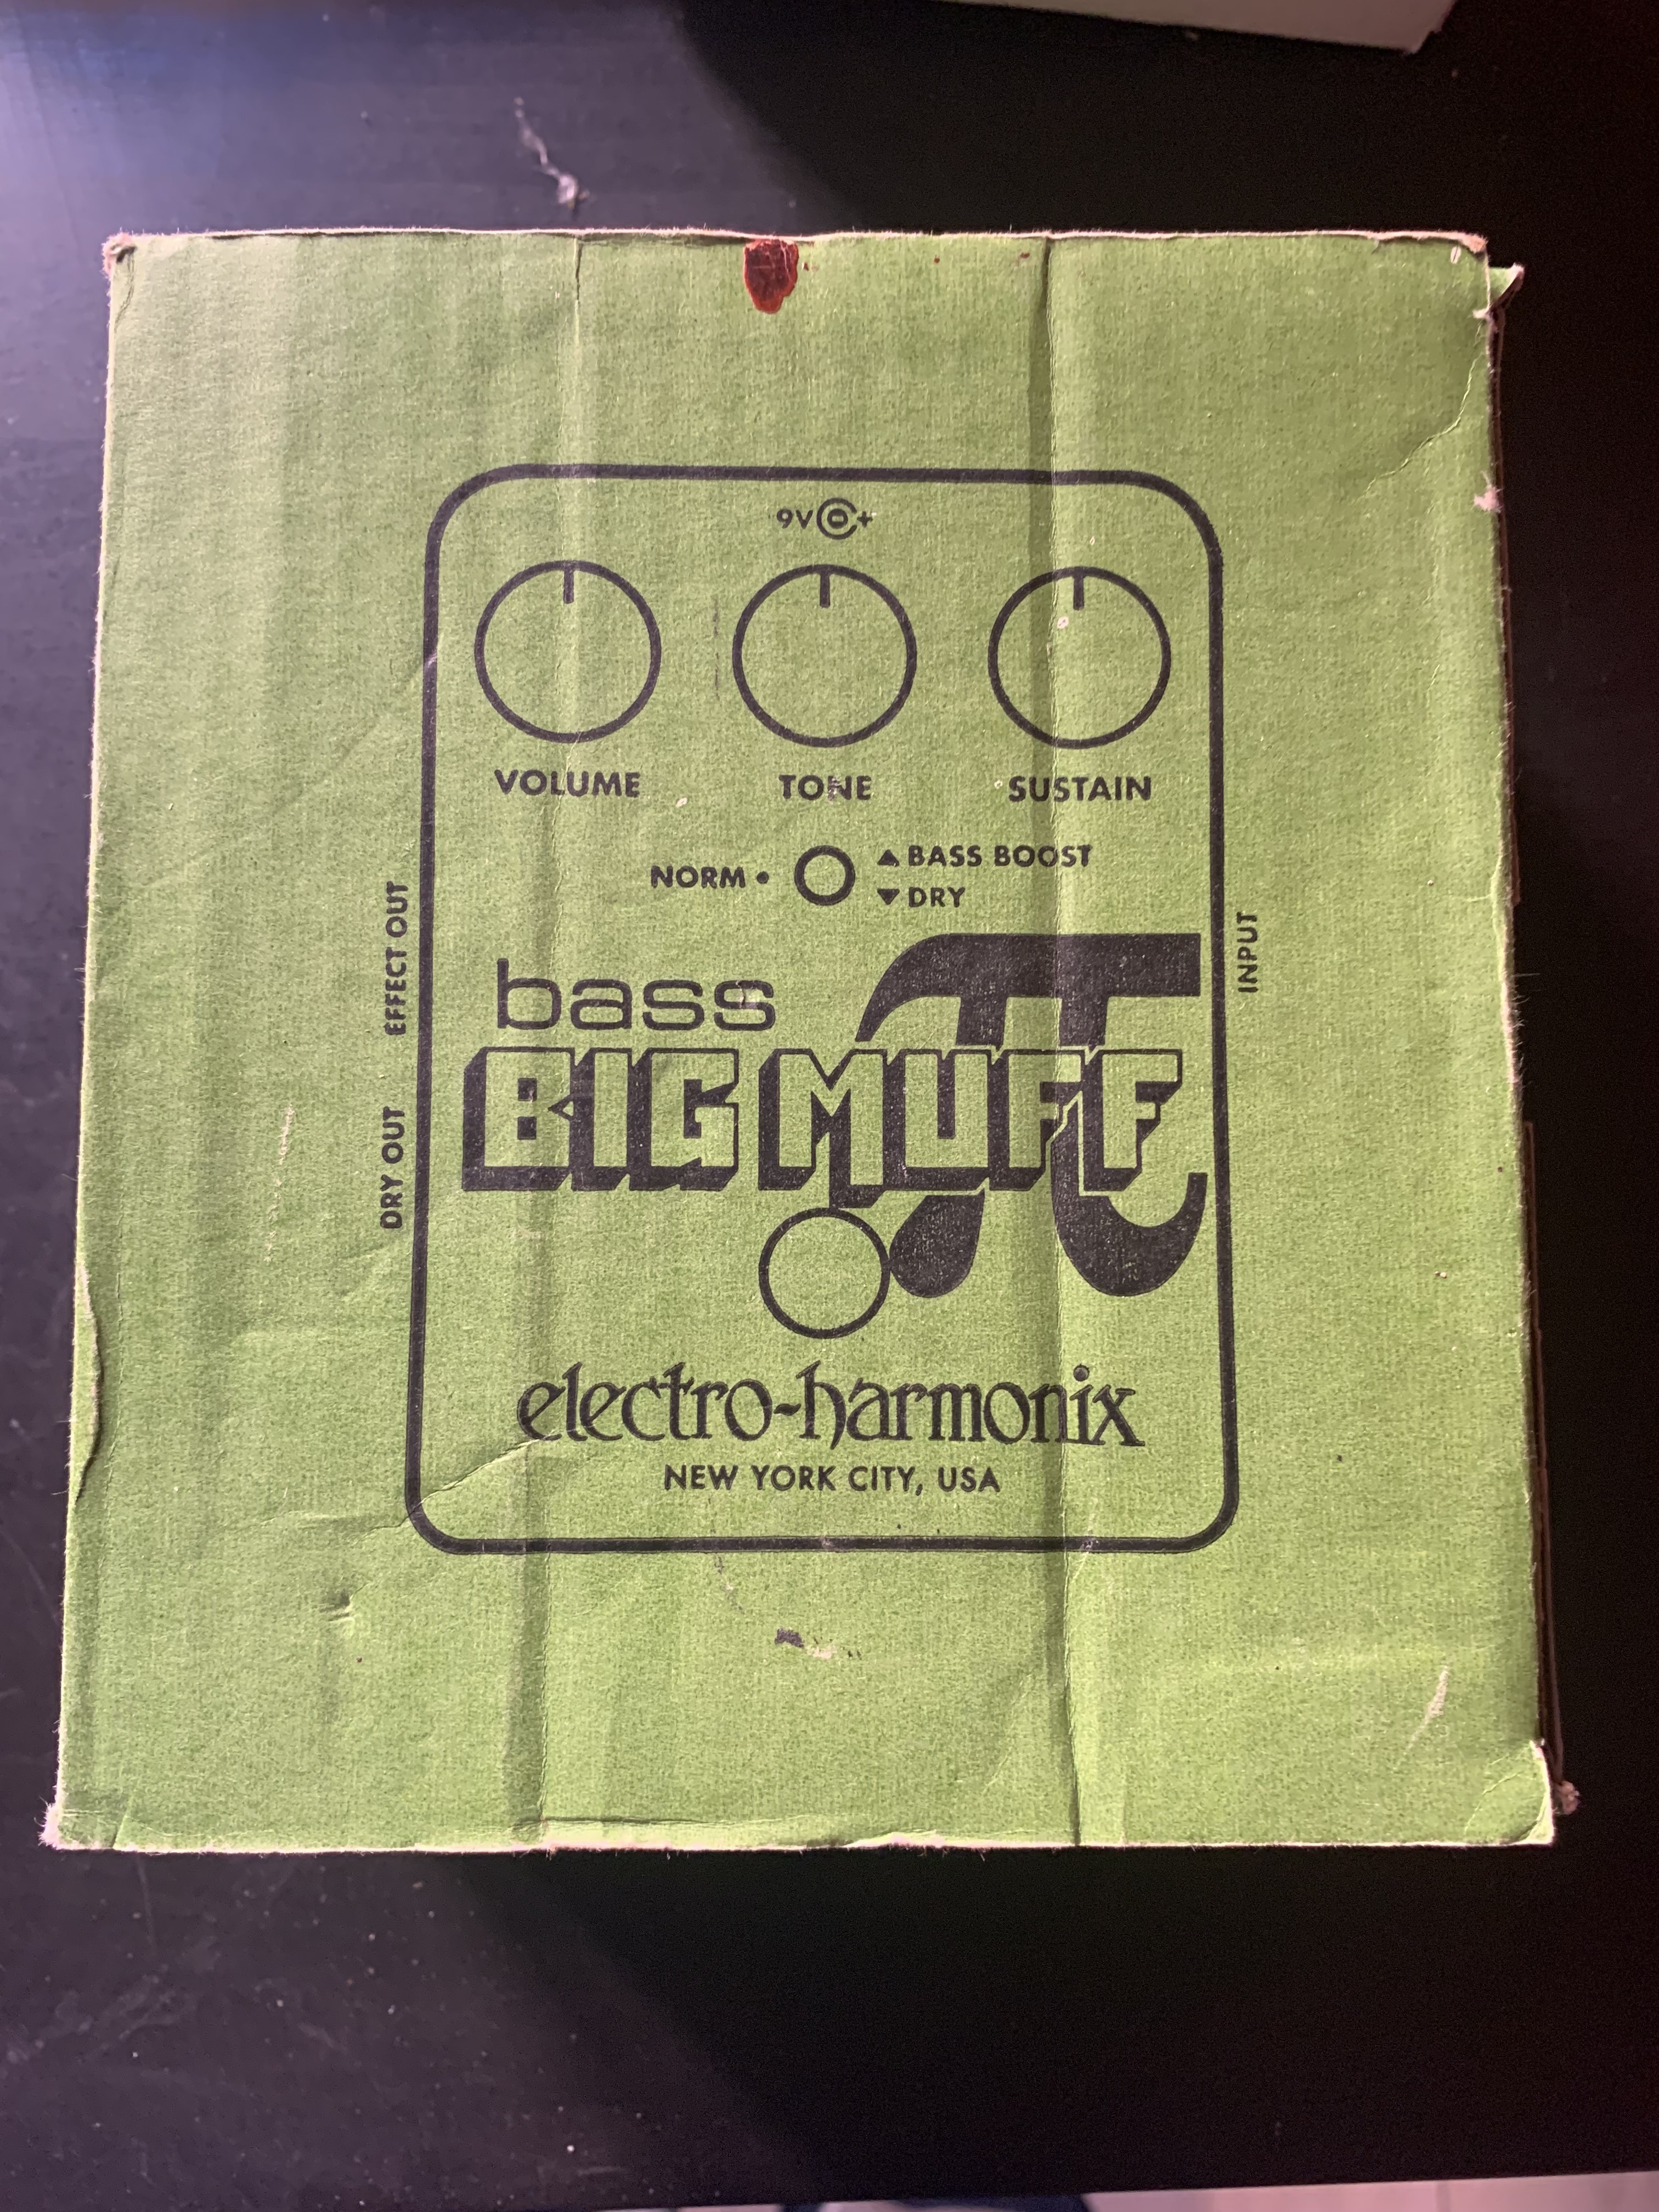 9V
VOLUME TONE SUSTAIN
NORM • ▲ BASS BOOST
▼ DRY
EFFECT OUT
DRY OUT
INPUT
bass
BIG MUFF
π
electro-harmonix
NEW YORK CITY, USA